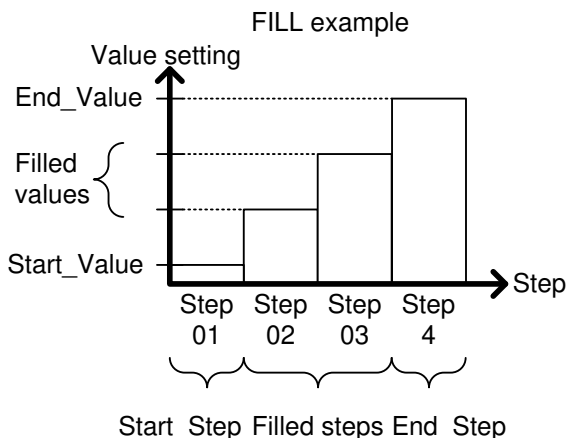 FILL example
Value setting
End_Value
Filled
values
Start_Value
Step
Step Step Step Step
01 02 03 4
Start Step Filled steps End Step